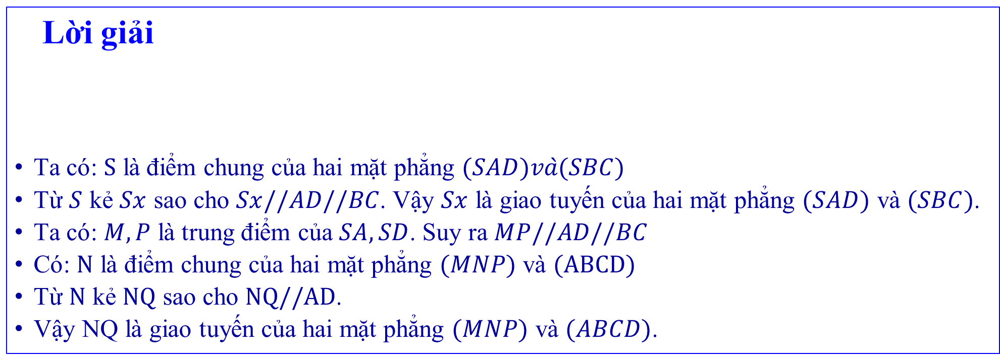 Lời giải
• Ta có: S là điểm chung của hai mặt phẳng (SAD)và(SBC)
• Từ S kẻ Sx sao cho Sx//AD//BC. Vậy Sx là giao tuyến của hai mặt phẳng (SAD) và (SBC).
• Ta có: M,P là trung điểm của SA,SD. Suy ra MP//AD//BC
• Có: N là điểm chung của hai mặt phẳng (MNP) và (ABCD)
• Từ N kẻ NQ sao cho NQ//AD.
• Vậy NQ là giao tuyến của hai mặt phẳng (MNP) và (ABCD).